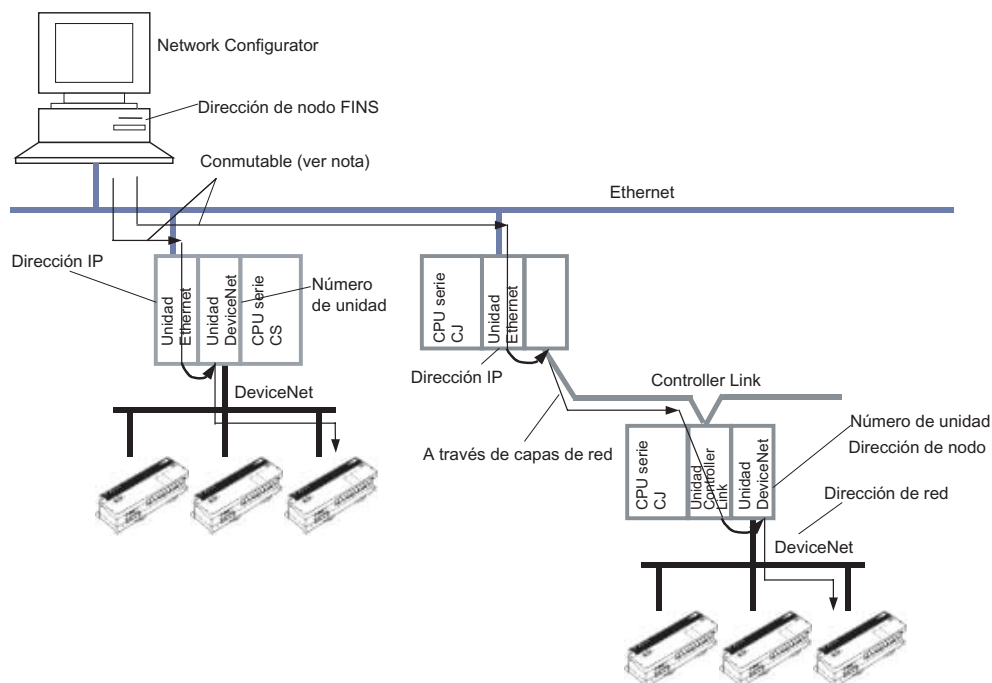 Network Configurator
Dirección de nodo FINS
Conmutable (ver nota)
Ethernet
Dirección IP
Unidad
Ethernet
Unidad
DeviceNet
CPU serie
CS
Número
de unidad
CPU serie
CJ
Unidad
Ethernet
Dirección IP
DeviceNet
Controller Link
A través de capas de red
CPU serie
CJ
Unidad
Controller
Link
Unidad
DeviceNet
Número de unidad
Dirección de nodo
Dirección de red
DeviceNet